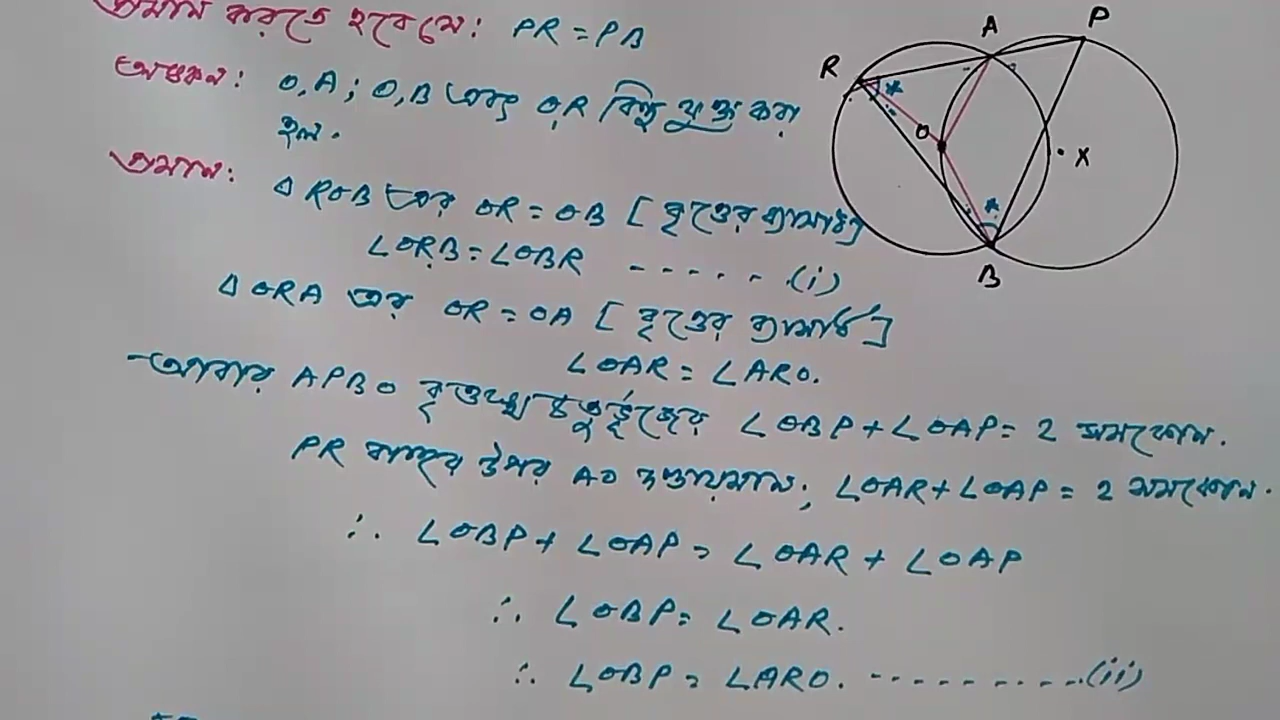 প্রমান করতে হবে যে: PR = PB
অঙ্কন: O,A ; O,B এবং O,R বিন্দু যুক্ত করা
হল.
প্রমান: Δ ROB এর OR = OB [বৃত্তের ব্যাসার্ধ]
∠ORB = ∠OBR ------(i)
Δ ORA এর OR = OA [বৃত্তের ব্যাসার্ধ]
∠OAR = ∠ARO.
আবার APBO বৃত্তস্থ চতুর্ভূজের ∠OBP + ∠OAP = 2 সমকোন.
PR বাহুর উপর AO দণ্ডায়মান; ∠OAR + ∠OAP = 2 সমকোন.
∴ ∠OBP + ∠OAP = ∠OAR + ∠OAP
∴ ∠OBP = ∠OAR.
∴ ∠OBP = ∠ARO. ----------(ii)
A
P
R
O
X
B